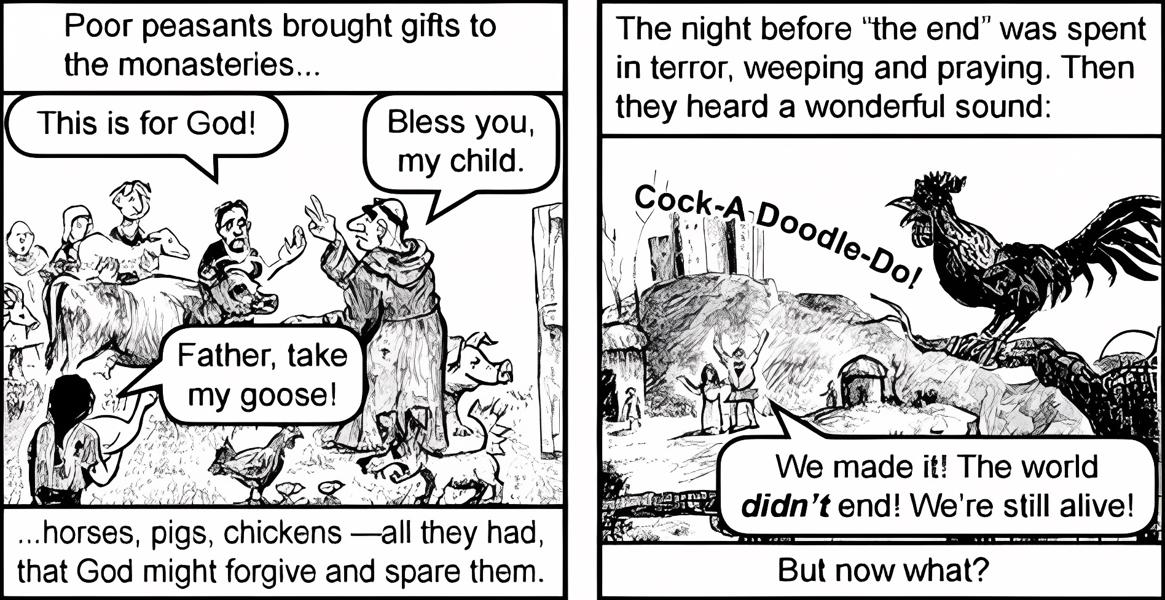 Poor peasants brought gifts to
the monasteries...
This is for God!
Bless you,
my child.
Father, take
my goose!
...horses, pigs, chickens —all they had,
that God might forgive and spare them.
The night before “the end” was spent
in terror, weeping and praying. Then
they heard a wonderful sound:
Cock-A Doodle-Do!
We made it! The world
didn’t end! We’re still alive!
But now what?